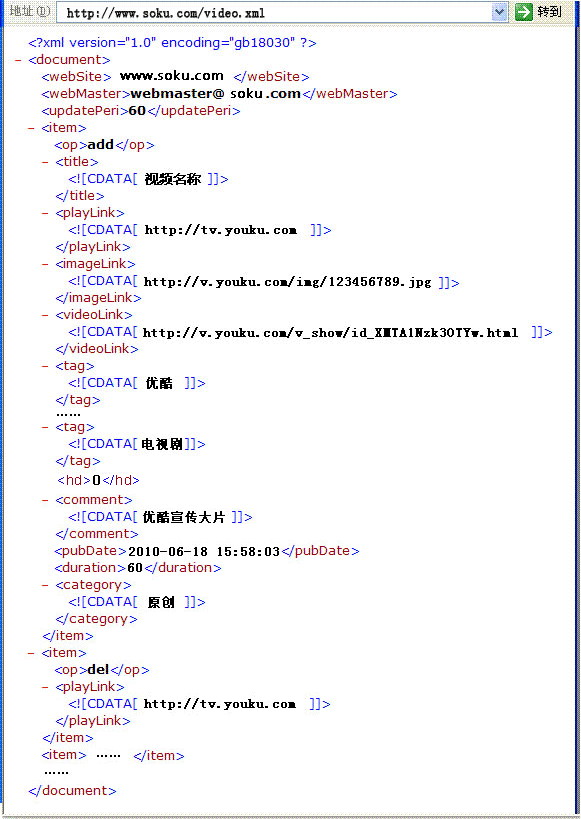 地址(D) http://www.soku.com/video.xml 转到
<?xml version="1.0" encoding="gb18030" ?>
- <document>
<webSite> www.soku.com </webSite>
<webMaster>webmaster@ soku.com</webMaster>
<updatePeri>60</updatePeri>
- <item>
<op>add</op>
- <title>
<![CDATA[ 视频名称 ]]>
</title>
- <playLink>
<![CDATA[ http://tv.youku.com ]]>
</playLink>
- <imageLink>
<![CDATA[ http://v.youku.com/img/123456789.jpg ]]>
</imageLink>
- <videoLink>
<![CDATA[ http://v.youku.com/v_show/id_XMTA1Nzk3OTYw.html ]]>
</videoLink>
- <tag>
<![CDATA[ 优酷 ]]>
</tag>
……
- <tag>
<![CDATA[ 电视剧]]>
</tag>
<hd>0</hd>
- <comment>
<![CDATA[ 优酷宣传大片 ]]>
</comment>
<pubDate>2010-06-18 15:58:03</pubDate>
<duration>60</duration>
- <category>
<![CDATA[ 原创 ]]>
</category>
</item>
- <item>
<op>del</op>
- <playLink>
<![CDATA[ http://tv.youku.com ]]>
</playLink>
</item>
<item> …… </item>
……
</document>